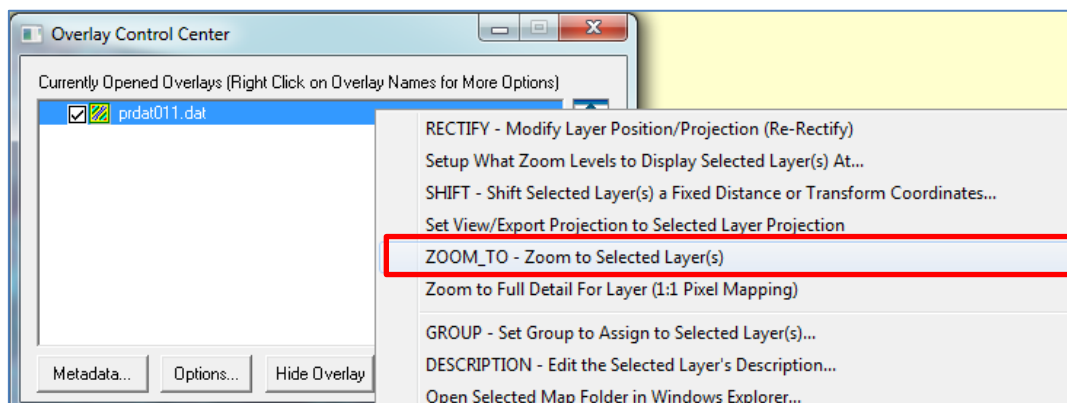 Overlay Control Center
Currently Opened Overlays (Right Click on Overlay Names for More Options)
prdat011.dat
RECTIFY - Modify Layer Position/Projection (Re-Rectify)
Setup What Zoom Levels to Display Selected Layer(s) At...
SHIFT - Shift Selected Layer(s) a Fixed Distance or Transform Coordinates...
Set View/Export Projection to Selected Layer Projection
ZOOM_TO - Zoom to Selected Layer(s)
Zoom to Full Detail For Layer (1:1 Pixel Mapping)
GROUP - Set Group to Assign to Selected Layer(s)...
DESCRIPTION - Edit the Selected Layer's Description...
Open Selected Map Folder in Windows Explorer...
Metadata... Options... Hide Overlay